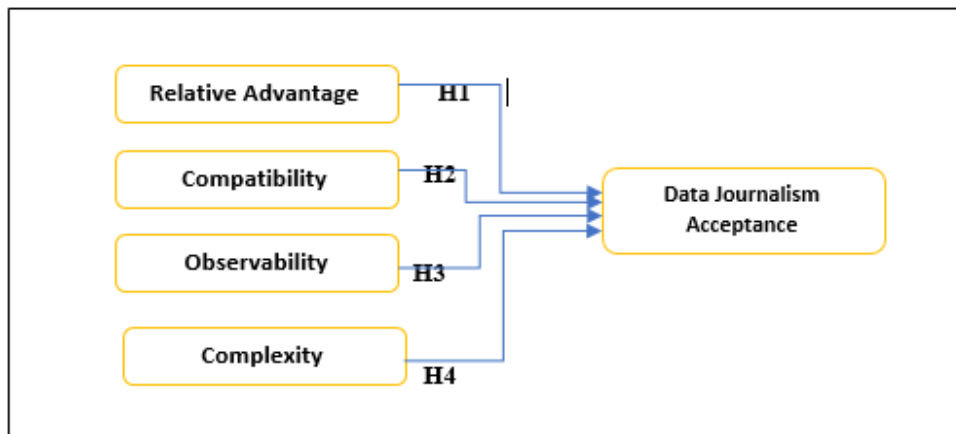 Relative Advantage
H1
Compatibility
H2
Data Journalism
Acceptance
Observability
H3
Complexity
H4